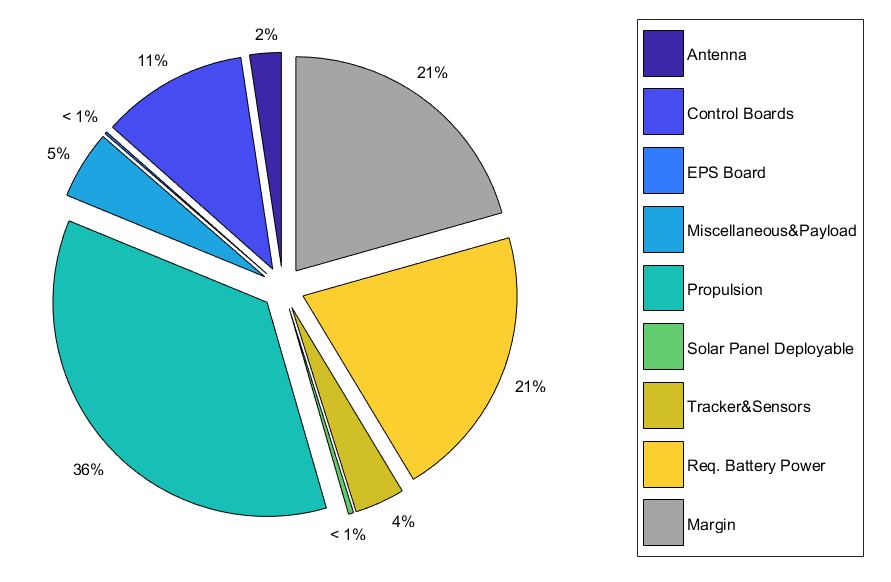 2%
11%
21%
< 1%
5%
21%
36%
4%
< 1%
Antenna
Control Boards
EPS Board
Miscellaneous&Payload
Propulsion
Solar Panel Deployable
Tracker&Sensors
Req. Battery Power
Margin